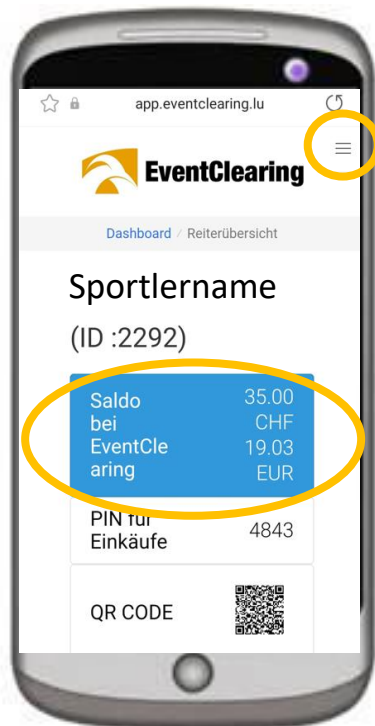 app.eventclearing.lu
EventClearing
Dashboard / Reiterübersicht
Sportlername
(ID :2292)
Saldo 35.00
bei CHF
EventCle 19.03
aring EUR
PIN für
Einkäufe 4843
QR CODE